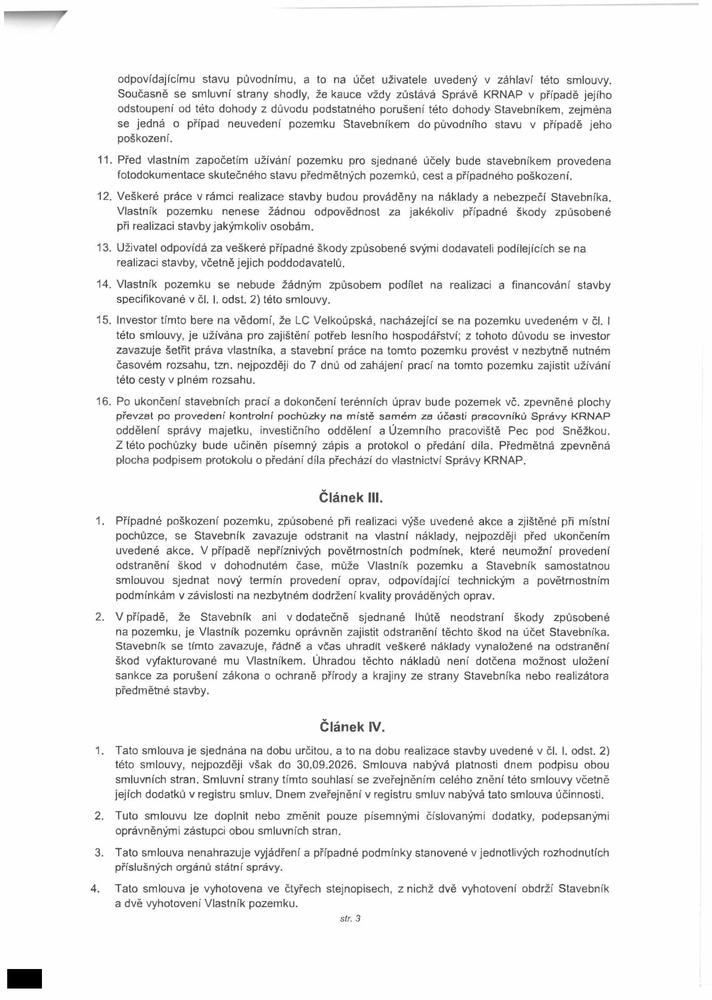 odpovídajícímu stavu původnímu, a to na účet uživatele uvedený v záhlaví této smlouvy.
Současně se smluvní strany shodly, že kauce vždy zůstává Správě KRNAP v případě jejího
odstoupení od této dohody z důvodu podstatného porušení této dohody Stavebníkem, zejména
se jedná o případ neuvedení pozemku Stavebníkem do původního stavu v případě jeho
poškození.
11. Před vlastním započetím užívání pozemku pro sjednané účely bude stavebníkem provedena
fotodokumentace skutečného stavu předmětných pozemků, cest a případného poškození.
12. Veškeré práce v rámci realizace stavby budou prováděny na náklady a nebezpečí Stavebníka.
Vlastník pozemku nenese žádnou odpovědnost za jakékoliv případné škody způsobené
při realizaci stavby jakýmkoliv osobám.
13. Uživatel odpovídá za veškeré případné škody způsobené svými dodavateli podílejících se na
realizaci stavby, včetně jejich poddodavatelů.
14. Vlastník pozemku se nebude žádným způsobem podílet na realizaci a financování stavby
specifikované v čl. I. odst. 2) této smlouvy.
15. Investor tímto bere na vědomí, že LC Velkoúpská, nacházející se na pozemku uvedeném v čl. I
této smlouvy, je užívána pro zajištění potřeb lesního hospodářství; z tohoto důvodu se investor
zavazuje šetřit práva vlastníka, a stavební práce na tomto pozemku provést v nezbytně nutném
časovém rozsahu, tzn. nejpozději do 7 dnů od zahájení prací na tomto pozemku zajistit užívání
této cesty v plném rozsahu.
16. Po ukončení stavebních prací a dokončení terénních úprav bude pozemek vč. zpevněné plochy
převzat po provedení kontrolní pochůzky na místě samém za účasti pracovníků Správy KRNAP
oddělení správy majetku, investičního oddělení a Územního pracoviště Pec pod Sněžkou.
Z této pochůzky bude učiněn písemný zápis a protokol o předání díla. Předmětná zpevněná
plocha podpisem protokolu o předání díla přechází do vlastnictví Správy KRNAP.
Článek III.
1. Případné poškození pozemku, způsobené při realizaci výše uvedené akce a zjištěné při místní
pochůzce, se Stavebník zavazuje odstranit na vlastní náklady, nejpozději před ukončením
uvedené akce. V případě nepříznivých povětrnostních podmínek, které neumožní provedení
odstranění škod v dohodnutém čase, může Vlastník pozemku a Stavebník samostatnou
smlouvou sjednat nový termín provedení oprav, odpovídající technickým a povětrnostním
podmínkám v závislosti na nezbytném dodržení kvality prováděných oprav.
2. V případě, že Stavebník ani v dodatečně sjednané lhůtě neodstraní škody způsobené
na pozemku, je Vlastník pozemku oprávněn zajistit odstranění těchto škod na účet Stavebníka.
Stavebník se tímto zavazuje, řádně a včas uhradit veškeré náklady vynaložené na odstranění
škod vyfakturované mu Vlastníkem. Úhradou těchto nákladů není dotčena možnost uložení
sankce za porušení zákona o ochraně přírody a krajiny ze strany Stavebníka nebo realizátora
předmětné stavby.
Článek IV.
1. Tato smlouva je sjednána na dobu určitou, a to na dobu realizace stavby uvedené v čl. I. odst. 2)
této smlouvy, nejpozději však do 30.09.2026. Smlouva nabývá platnosti dnem podpisu obou
smluvních stran. Smluvní strany tímto souhlasí se zveřejněním celého znění této smlouvy včetně
jejích dodatků v registru smluv. Dnem zveřejnění v registru smluv nabývá tato smlouva účinnosti.
2. Tuto smlouvu lze doplnit nebo změnit pouze písemnými číslovanými dodatky, podepsanými
oprávněnými zástupci obou smluvních stran.
3. Tato smlouva nenahrazuje vyjádření a případné podmínky stanovené v jednotlivých rozhodnutích
příslušných orgánů státní správy.
4. Tato smlouva je vyhotovena ve čtyřech stejnopisech, z nichž dvě vyhotovení obdrží Stavebník
a dvě vyhotovení Vlastník pozemku.
str. 3